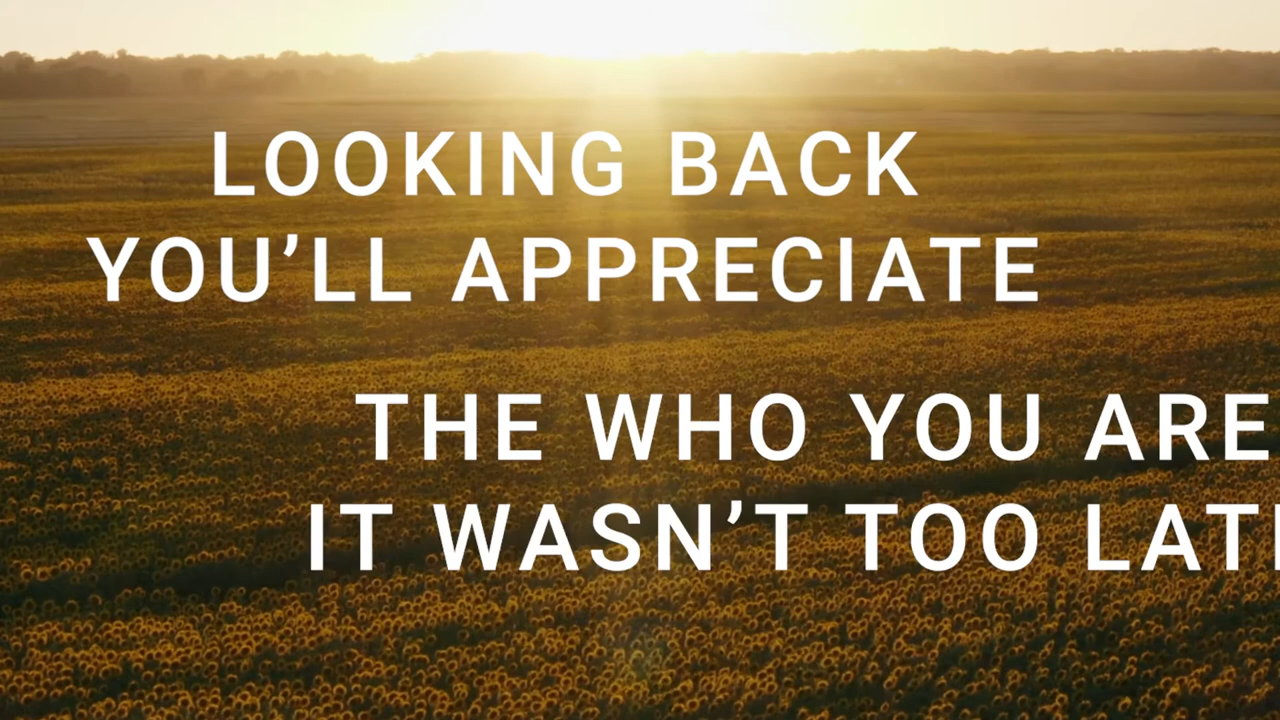 LOOKING BACK
YOU’LL APPRECIATE
THE WHO YOU ARE
IT WASN’T TOO